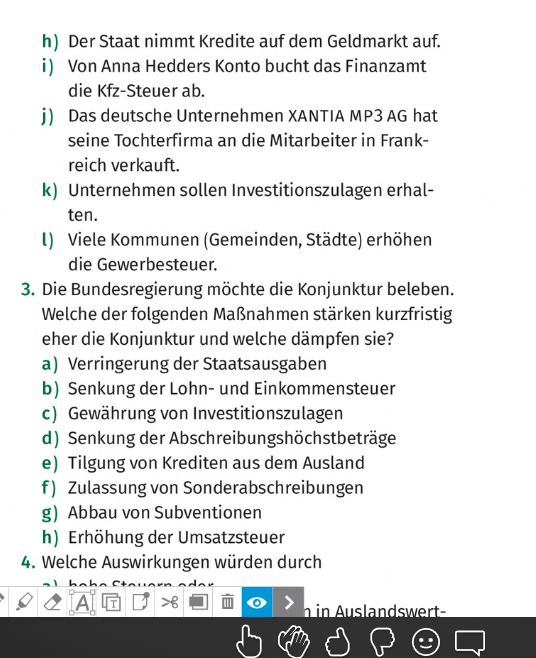 h) Der Staat nimmt Kredite auf dem Geldmarkt auf.
i) Von Anna Hedders Konto bucht das Finanzamt
die Kfz-Steuer ab.
j) Das deutsche Unternehmen XANTIA MP3 AG hat
seine Tochterfirma an die Mitarbeiter in Frank-
reich verkauft.
k) Unternehmen sollen Investitionszulagen erhal-
ten.
l) Viele Kommunen (Gemeinden, Städte) erhöhen
die Gewerbesteuer.
3. Die Bundesregierung möchte die Konjunktur beleben.
Welche der folgenden Maßnahmen stärken kurzfristig
eher die Konjunktur und welche dämpfen sie?
a) Verringerung der Staatsausgaben
b) Senkung der Lohn- und Einkommensteuer
c) Gewährung von Investitionszulagen
d) Senkung der Abschreibungshöchstbeträge
e) Tilgung von Krediten aus dem Ausland
f) Zulassung von Sonderabschreibungen
g) Abbau von Subventionen
h) Erhöhung der Umsatzsteuer
4. Welche Auswirkungen würden durch
a) hohe Steuern oder
in Auslandswert-